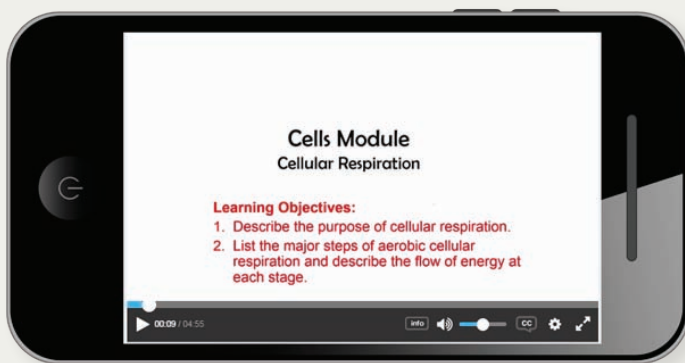 Cells Module
Cellular Respiration
Learning Objectives:
1. Describe the purpose of cellular respiration.
2. List the major steps of aerobic cellular
respiration and describe the flow of energy at
each stage.
00:09 / 04:55
info
CC